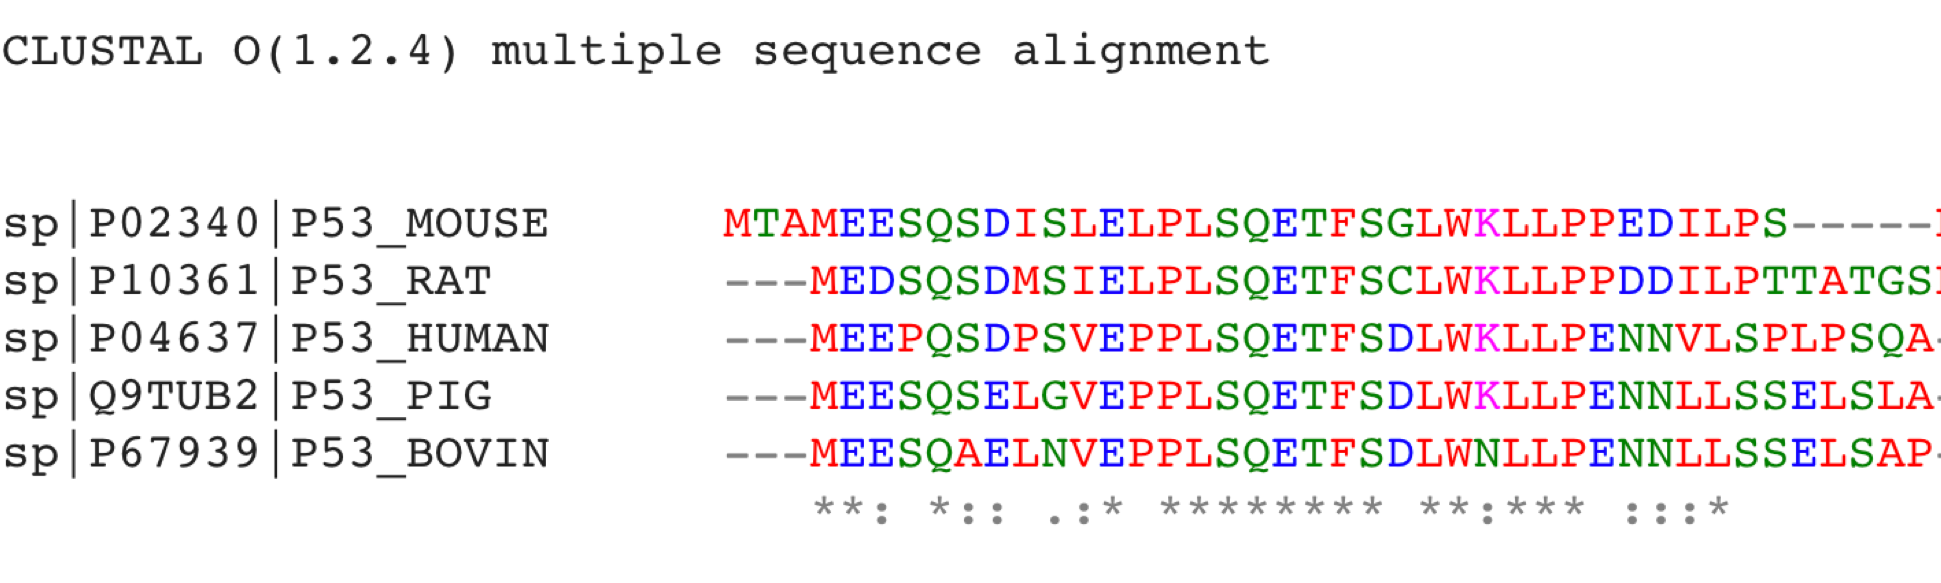 CLUSTAL O(1.2.4) multiple sequence alignment
sp|P02340|P53_MOUSE MTAMEESQSDISLELPLSQETFSGLWKLLPPEDILPS-----
sp|P10361|P53_RAT ---MEDSQSDMSIELPLSQETFSCLWKLLPPDDILPTTATGS
sp|P04637|P53_HUMAN ---MEEPQSDPSVEPPLSQETFSDLWKLLPENNVLSPLPSQA-
sp|Q9TUB2|P53_PIG ---MEESQSELGVEPPLSQETFSDLWKLLPENNLLSSELSLA-
sp|P67939|P53_BOVIN ---MEESQAELNVEPPLSQETFSDLWNLLPENNLLSSELSAP-
**: *:: .:* ******** **:*** :::*